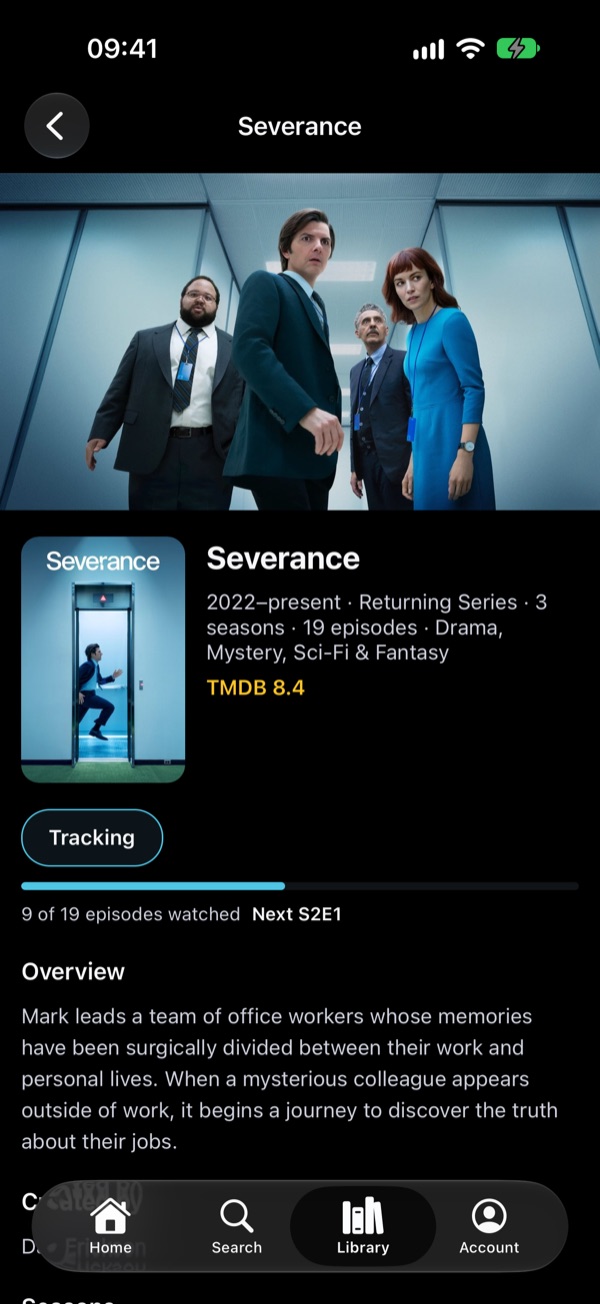 09:41
Severance
Severance
Severance
2022–present · Returning Series · 3
seasons · 19 episodes · Drama,
Mystery, Sci-Fi & Fantasy
TMDB 8.4
Tracking
9 of 19 episodes watched Next S2E1
Overview
Mark leads a team of office workers whose memories
have been surgically divided between their work and
personal lives. When a mysterious colleague appears
outside of work, it begins a journey to discover the truth
about their jobs.
Home
Search
Library
Account